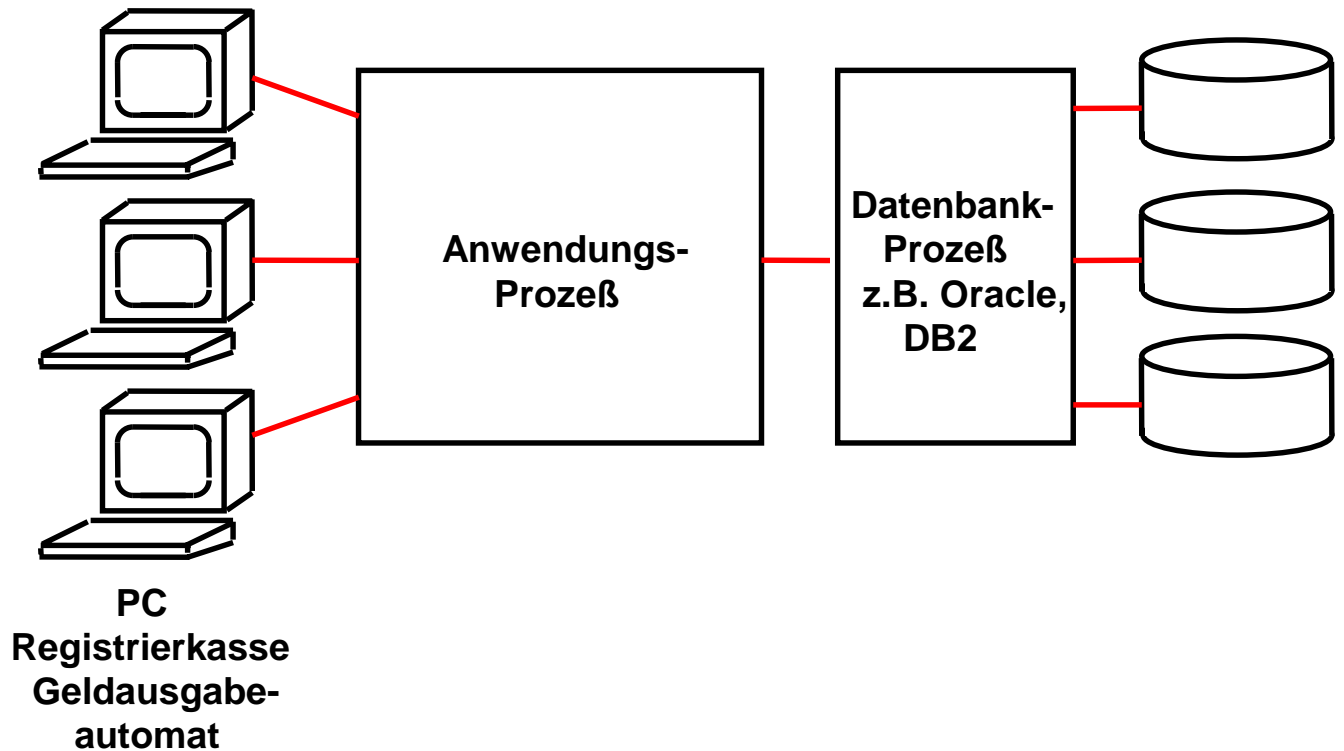 Anwendungs-
Prozeß
Datenbank-
Prozeß
z.B. Oracle,
DB2
PC
Registrierkasse
Geldausgabe-
automat